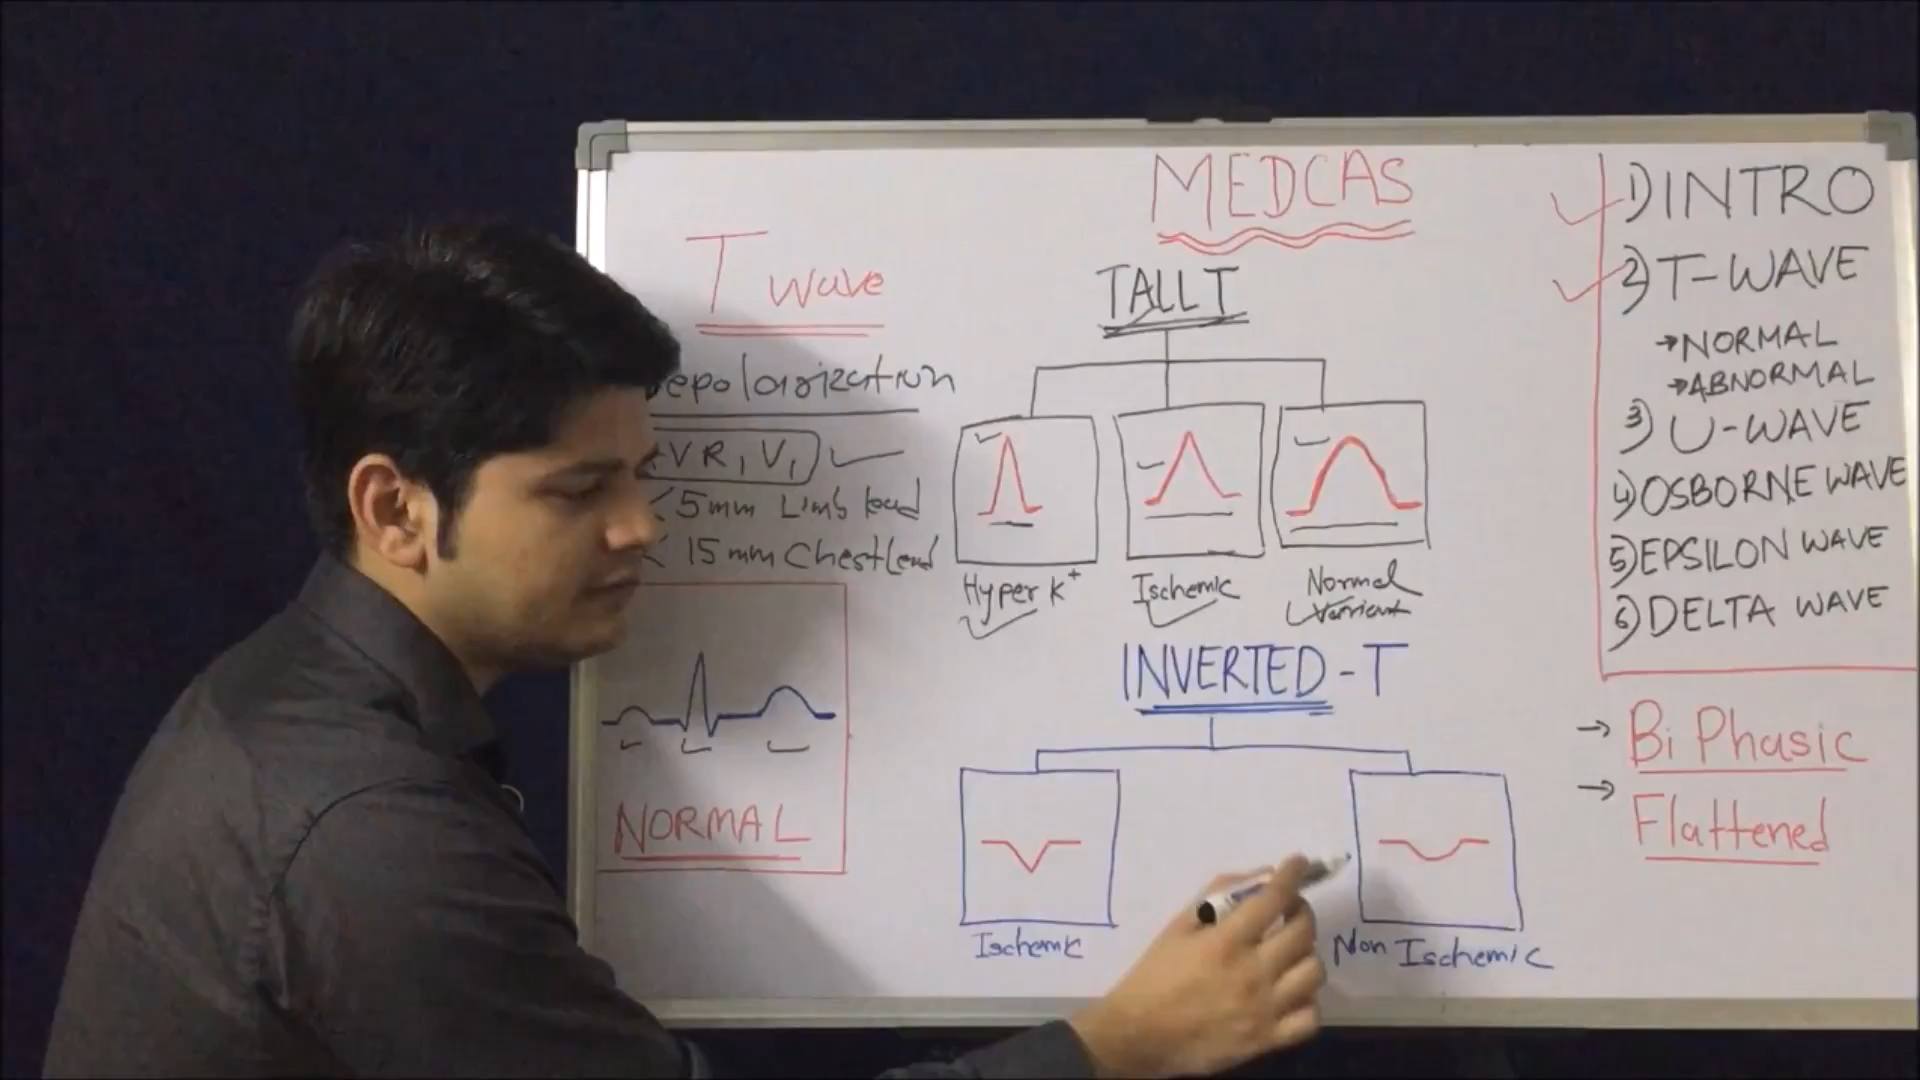 MEDCAS
T wave
epolarization
VR, V1
< 5mm Limb lead
< 15mm Chest Lead
NORMAL
TALL T
Hyper K+
Ischemic
Normal
Varient
INVERTED-T
Ischemic
Non Ischemic
1) INTRO
2) T-WAVE
→ NORMAL
→ ABNORMAL
3) U-WAVE
4) OSBORNE WAVE
5) EPSILON WAVE
6) DELTA WAVE
→ Bi Phasic
→ Flattened